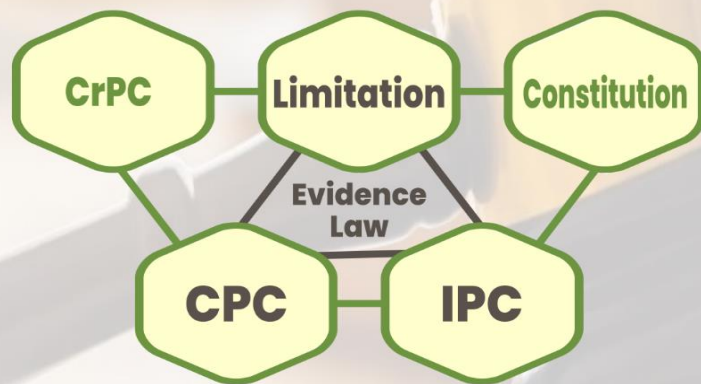 CrPC
Limitation
Constitution
Evidence
Law
CPC
IPC